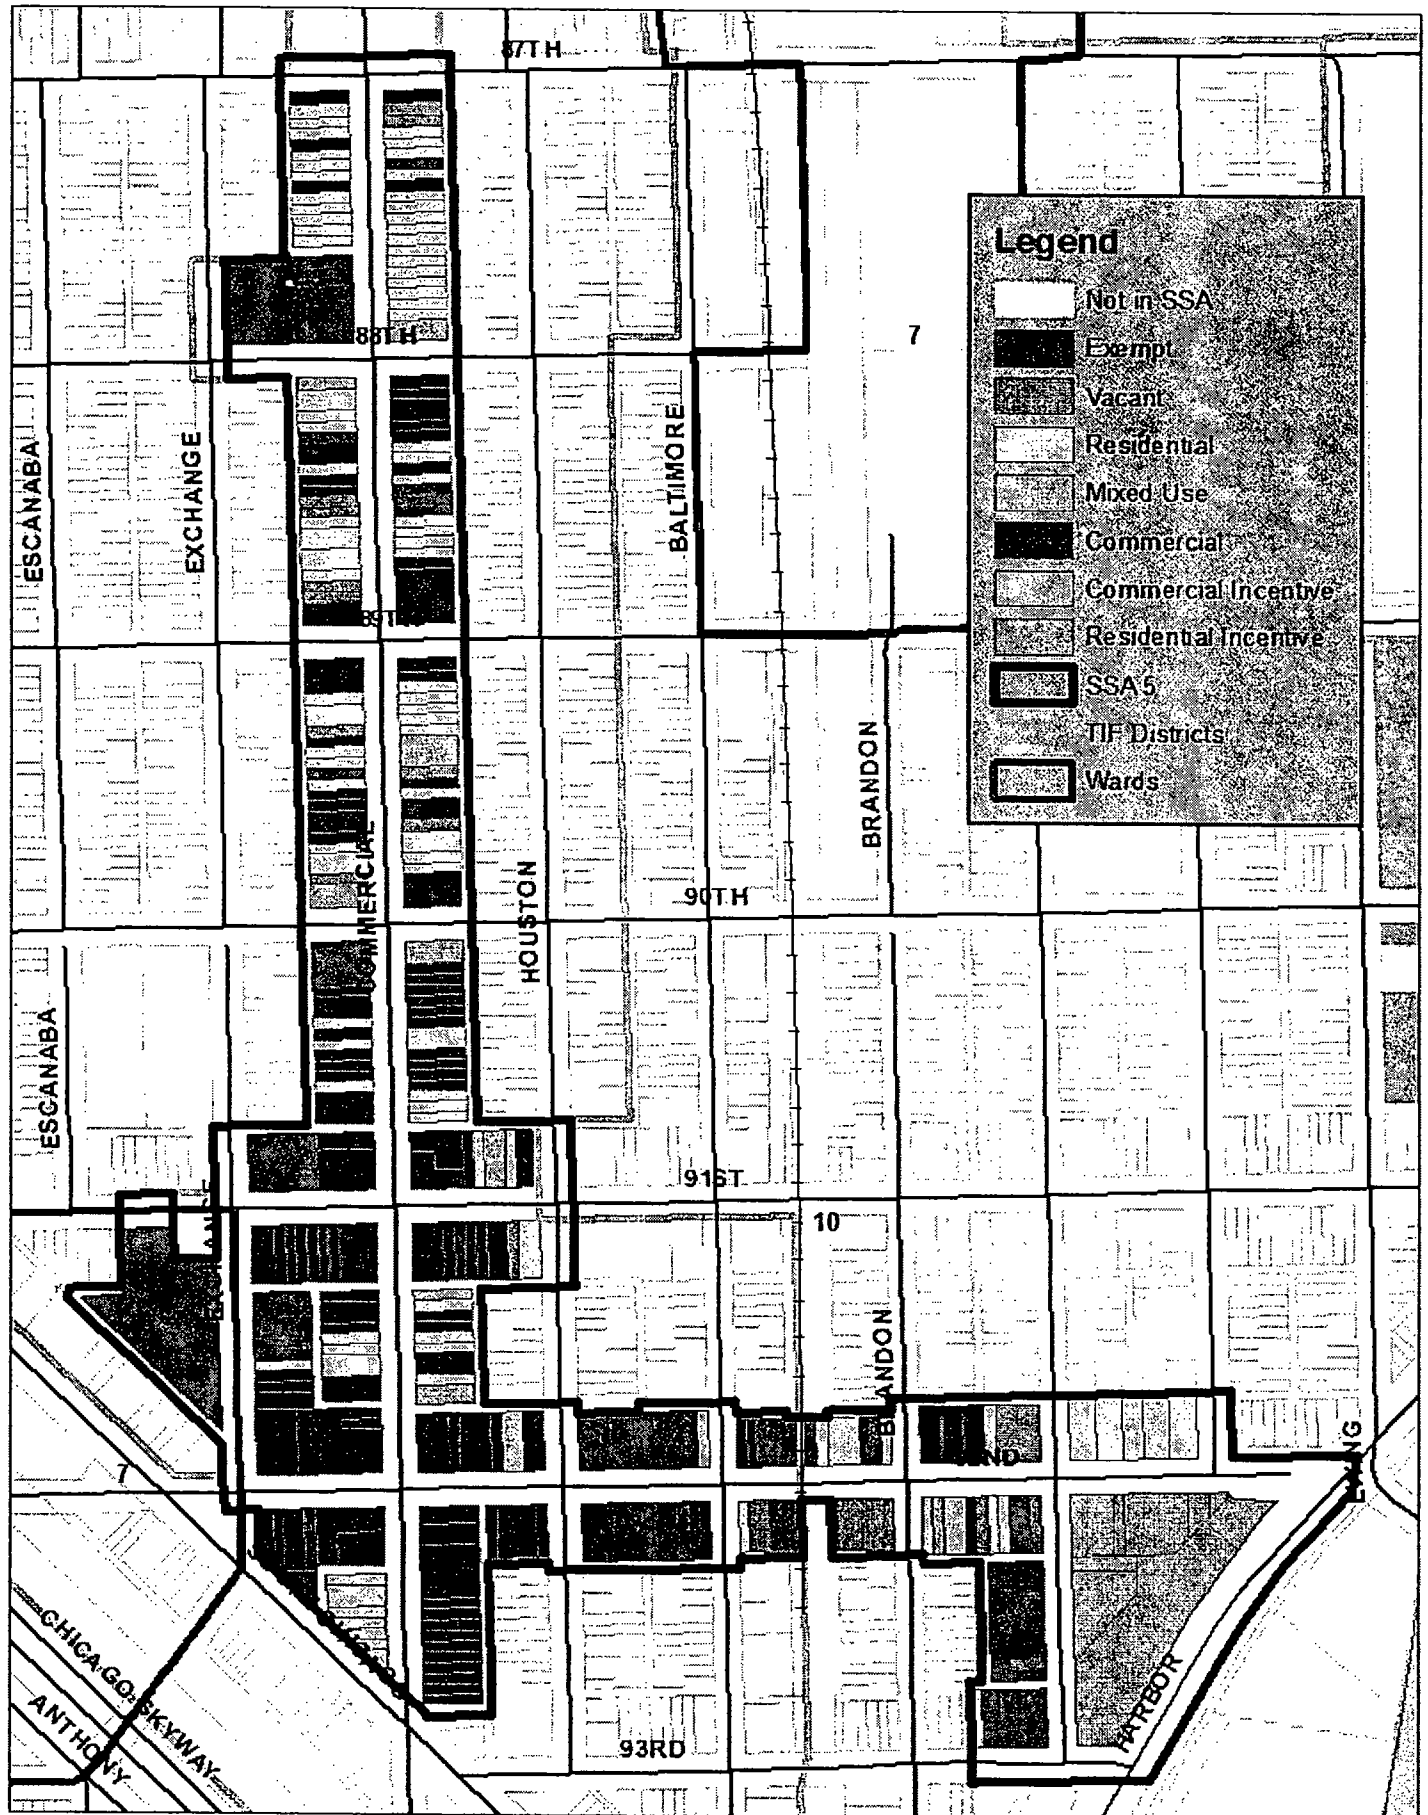 87TH
Legend
Not in SSA
Exempt
Vacant
Residential
Mixed Use
Commercial
Commercial Incentive
Residential Incentive
SSA 5
TIF Districts
Wards
88TH
7
ESCANABA
EXCHANGE
BALTIMORE
89TH
BRANDON
COMMERCIAL
HOUSTON
90TH
ESCANABA
91ST
10
BRANDON
92ND
EWING
7
CHICAGO SKYWAY
ANTHONY
HARBOR
93RD